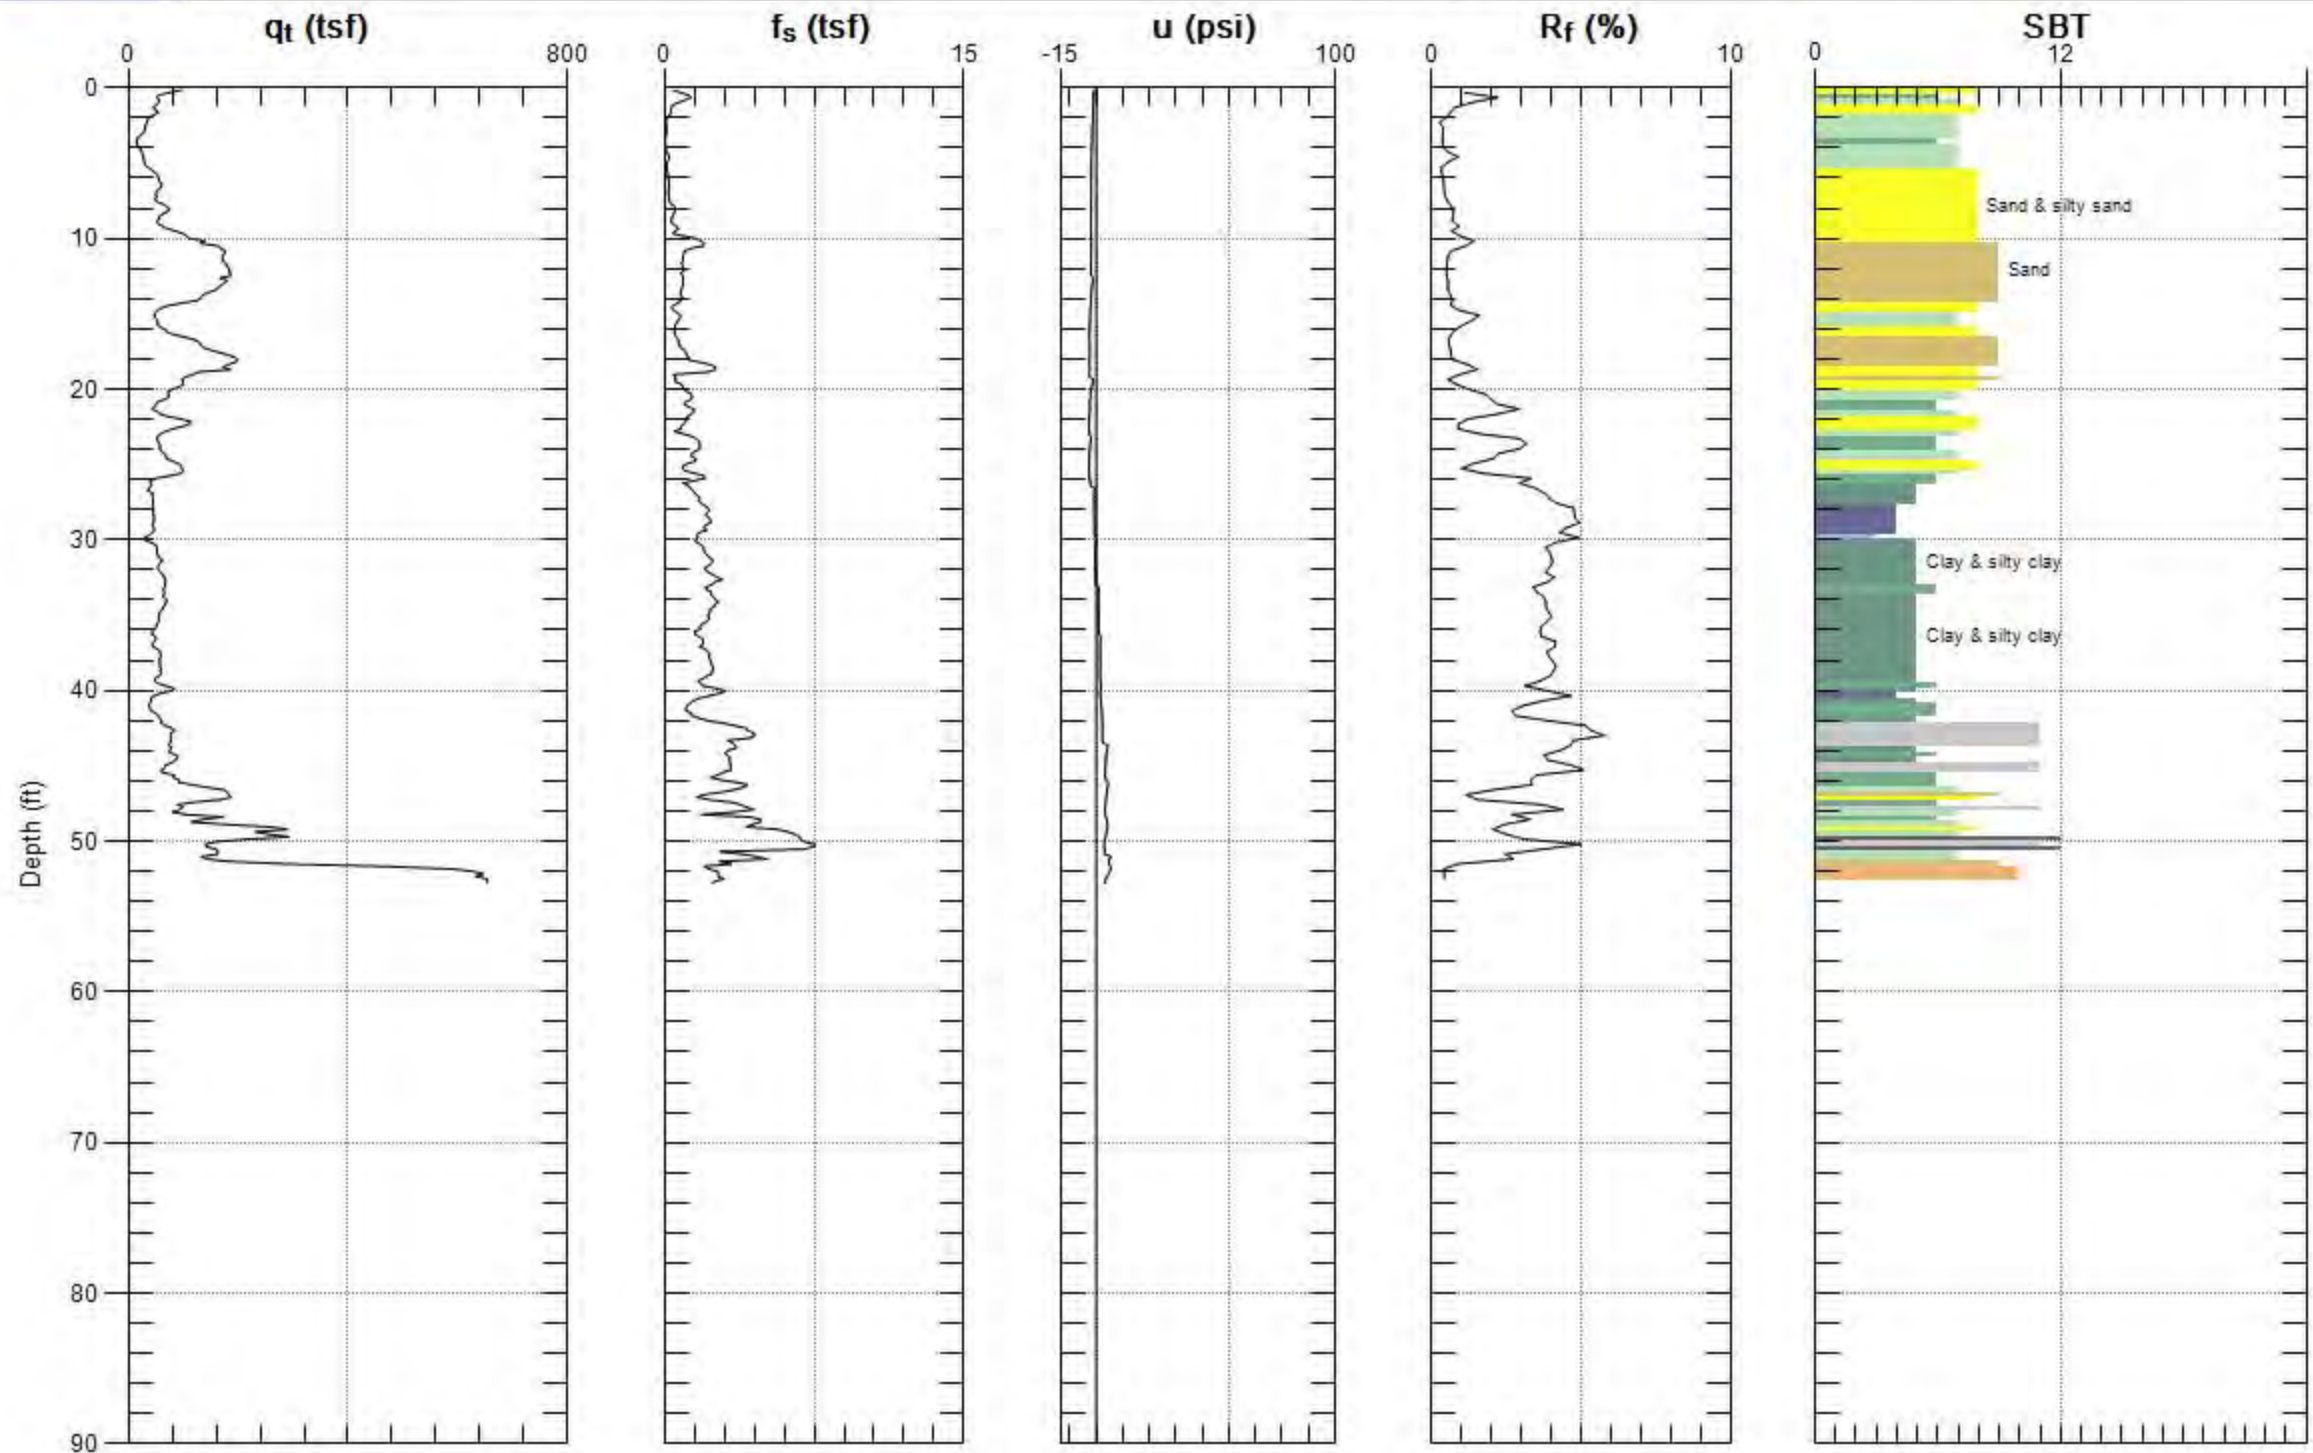 qt (tsf) fs (tsf) u (psi) Rf (%) SBT
0 800 0 15 -15 100 0 10 0 12
0
Sand & silty sand
10
Sand
20
30
Clay & silty clay
Clay & silty clay
40
Depth (ft)
50
60
70
80
90